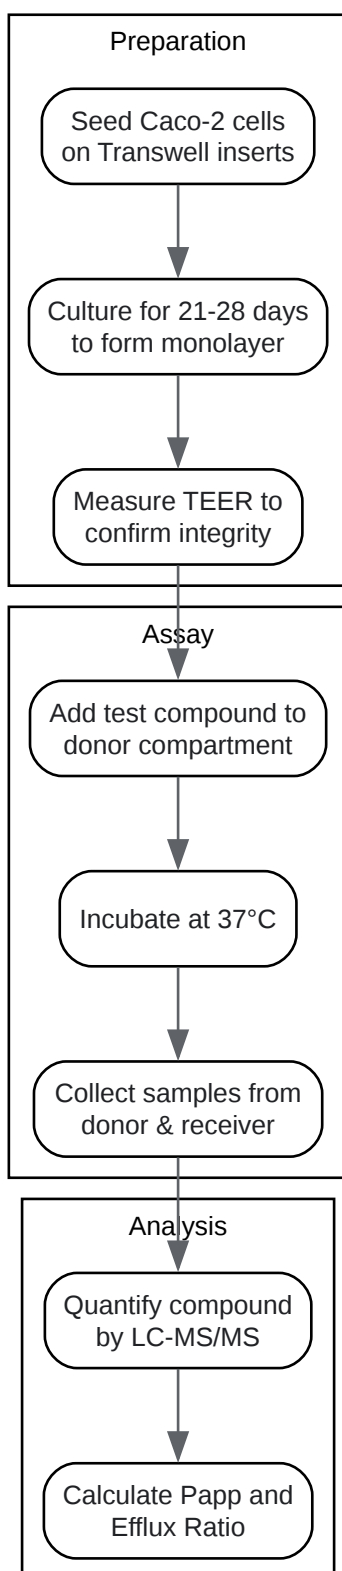 Preparation
Seed Caco-2 cells
on Transwell inserts
Culture for 21-28 days
to form monolayer
Measure TEER to
confirm integrity
Assay
Add test compound to
donor compartment
Incubate at 37°C
Collect samples from
donor & receiver
Analysis
Quantify compound
by LC-MS/MS
Calculate Papp and
Efflux Ratio